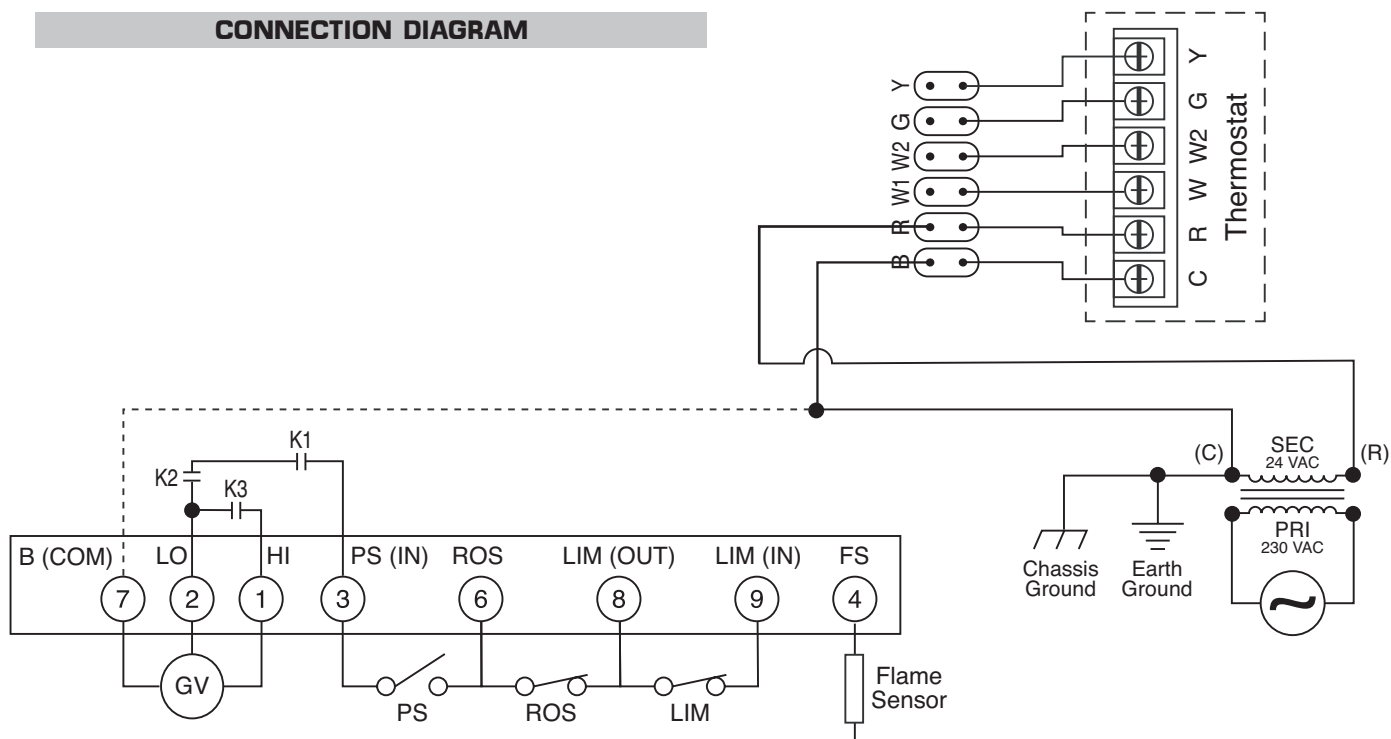 CONNECTION DIAGRAM
Y
G
W2
W1
R
B
Y
G
W2
W
R
C
Thermostat
(C)
SEC
24 VAC
(R)
PRI
230 VAC
Chassis
Ground
Earth
Ground
K1
K2
K3
B (COM) LO HI PS (IN) ROS LIM (OUT) LIM (IN) FS
7 2 1 3 6 8 9 4
GV
PS ROS LIM
Flame
Sensor